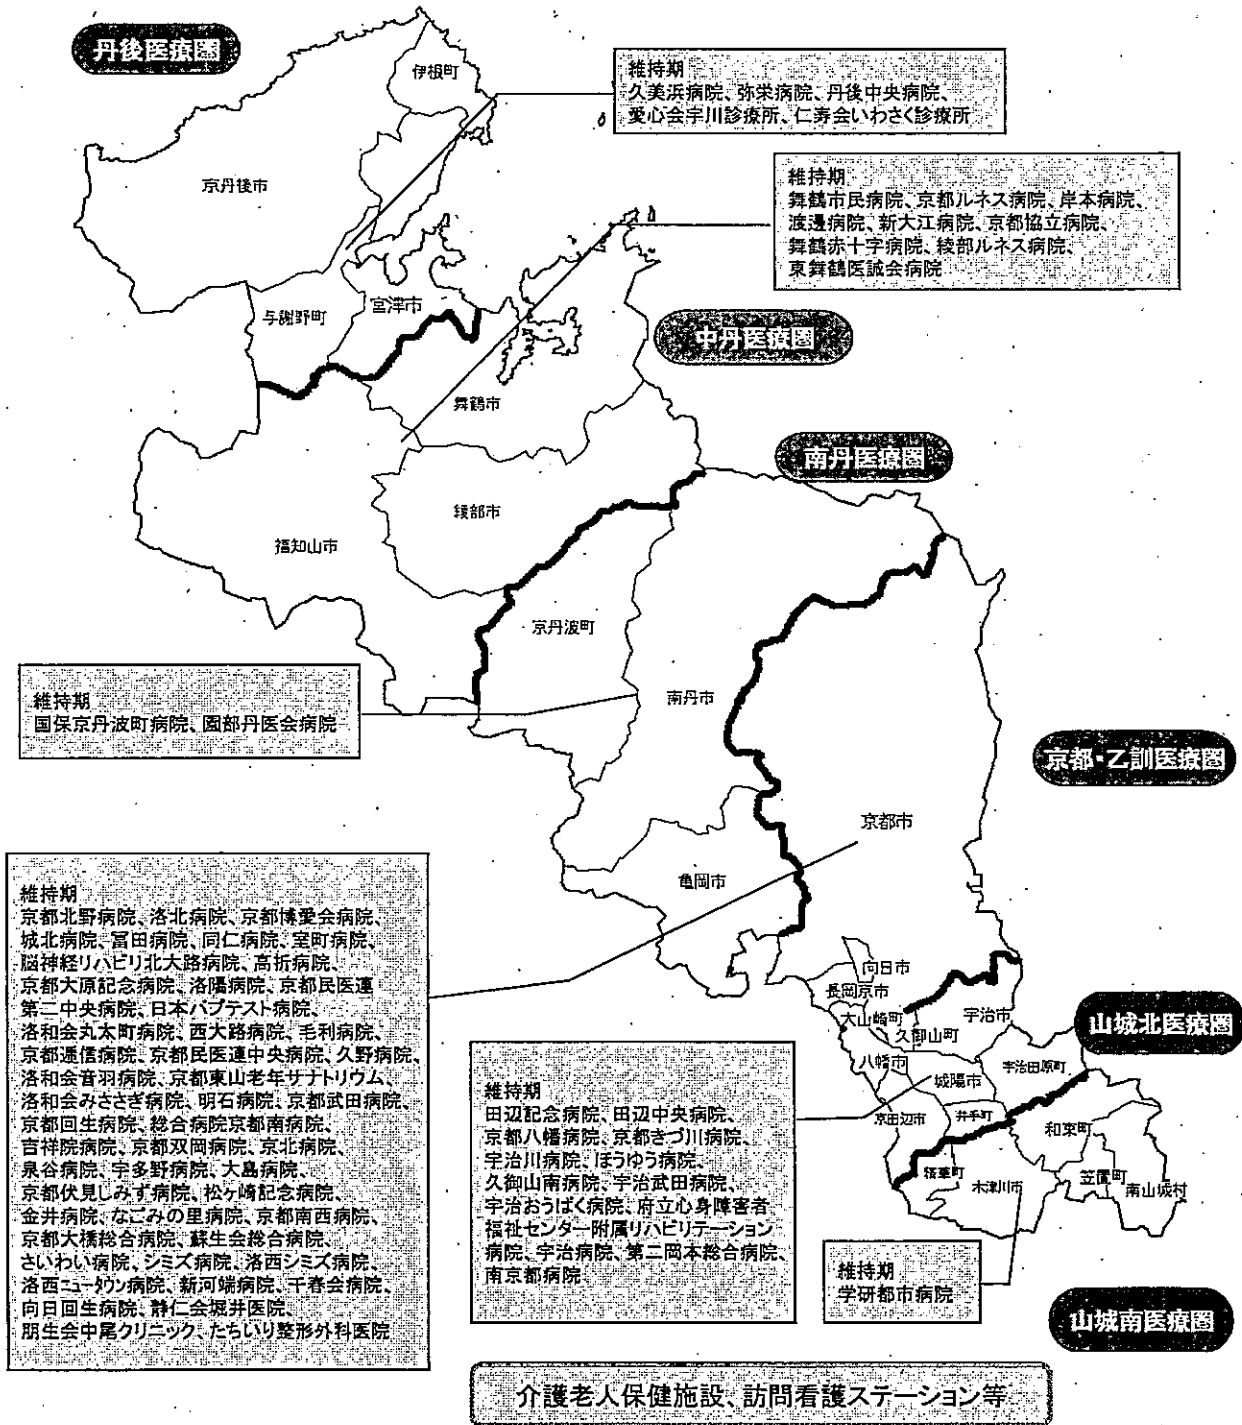 丹後医療圏
伊根町
維持期
久美浜病院、弥栄病院、丹後中央病院、
愛心会宇川診療所、仁寿会いわさく診療所
京丹後市
維持期
舞鶴市民病院、京都ルネス病院、岸本病院、
渡邊病院、新大江病院、京都協立病院、
舞鶴赤十字病院、綾部ルネス病院、
東舞鶴医誠会病院
与謝野町
宮津市
中丹医療圏
舞鶴市
南丹医療圏
綾部市
福知山市
京丹波町
維持期
国保京丹波町病院、園部丹医会病院
南丹市
京都・乙訓医療圏
京都市
亀岡市
維持期
京都北野病院、洛北病院、京都博愛会病院、
城北病院、冨田病院、同仁病院、室町病院、
脳神経リハビリ北大路病院、高折病院、
京都大原記念病院、洛陽病院、京都民医連
第二中央病院、日本バプテスト病院、
洛和会丸太町病院、西大路病院、毛利病院、
京都逓信病院、京都民医連中央病院、久野病院、
洛和会音羽病院、京都東山老年サナトリウム、
洛和会みささぎ病院、明石病院、京都武田病院、
京都回生病院、総合病院京都南病院、
吉祥院病院、京都双岡病院、京北病院、
泉谷病院、宇多野病院、大島病院、
京都伏見しみず病院、松ヶ崎記念病院、
金井病院、なごみの里病院、京都南西病院、
京都大橋総合病院、蘇生会総合病院、
さいわい病院、シミズ病院、洛西シミズ病院、
洛西ニュータウン病院、新河端病院、千春会病院、
向日回生病院、静仁会堀井医院、
朋生会中尾クリニック、たちいり整形外科医院
向日市
長岡京市
大山崎町
久御山町
宇治市
山城北医療圏
八幡市
城陽市
宇治田原町
京田辺市
井手町
和束町
精華町
木津川市
笠置町
南山城村
維持期
田辺記念病院、田辺中央病院、
京都八幡病院、京都きづ川病院、
宇治川病院、ほうゆう病院、
久御山南病院、宇治武田病院、
宇治おうばく病院、府立心身障害者
福祉センター附属リハビリテーション
病院、宇治病院、第二岡本総合病院、
南京都病院
維持期
学研都市病院
山城南医療圏
介護老人保健施設、訪問看護ステーション等